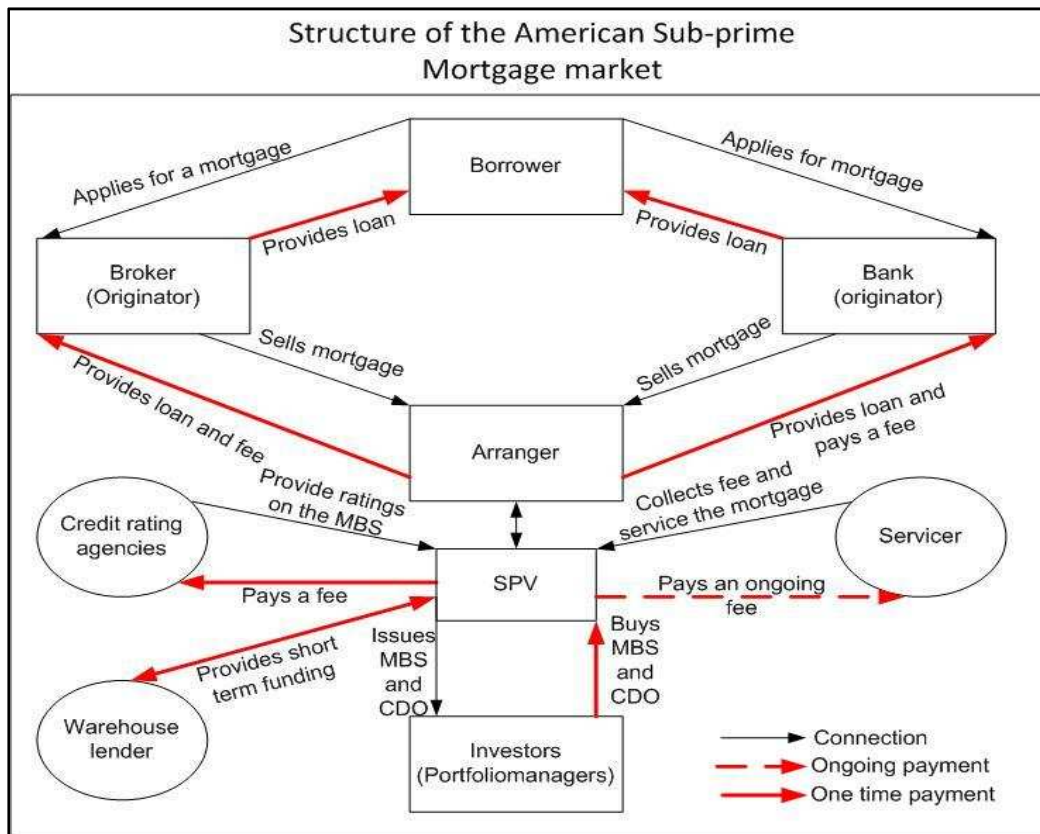 Structure of the American Sub-prime
Mortgage market
Applies for a mortgage
Borrower
Applies for mortgage
Provides loan
Provides loan
Broker
(Originator)
Bank
(originator)
Sells mortgage
Sells mortgage
Provides loan and fee
Arranger
Provides loan and
pays a fee
Provide ratings
on the MBS
Collects fee and
service the mortgage
Credit rating
agencies
Servicer
SPV
Pays a fee
Pays an ongoing
fee
Provides short
term funding
Issues
MBS
and
CDO
Buys
MBS
and
CDO
Warehouse
lender
Investors
(Portfoliomanagers)
Connection
Ongoing payment
One time payment